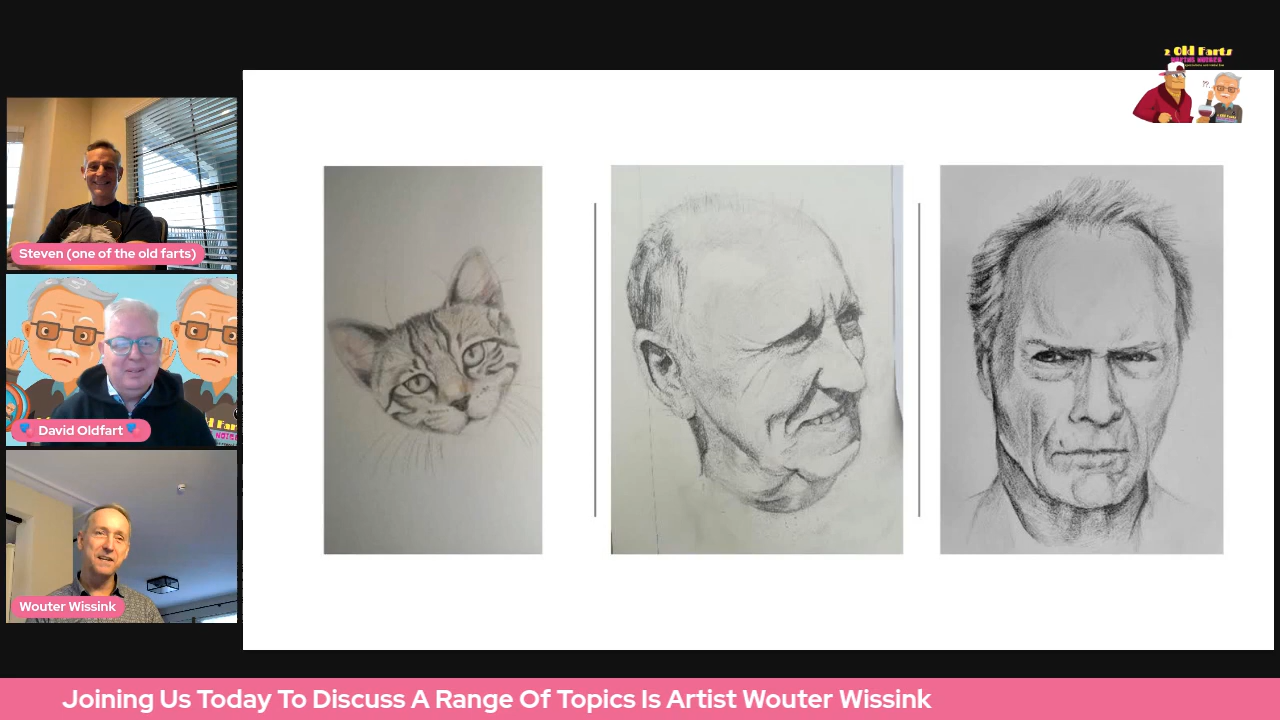 2 Old Farts
Steven (one of the old farts)
David Oldfart
Wouter Wissink
Joining Us Today To Discuss A Range Of Topics Is Artist Wouter Wissink